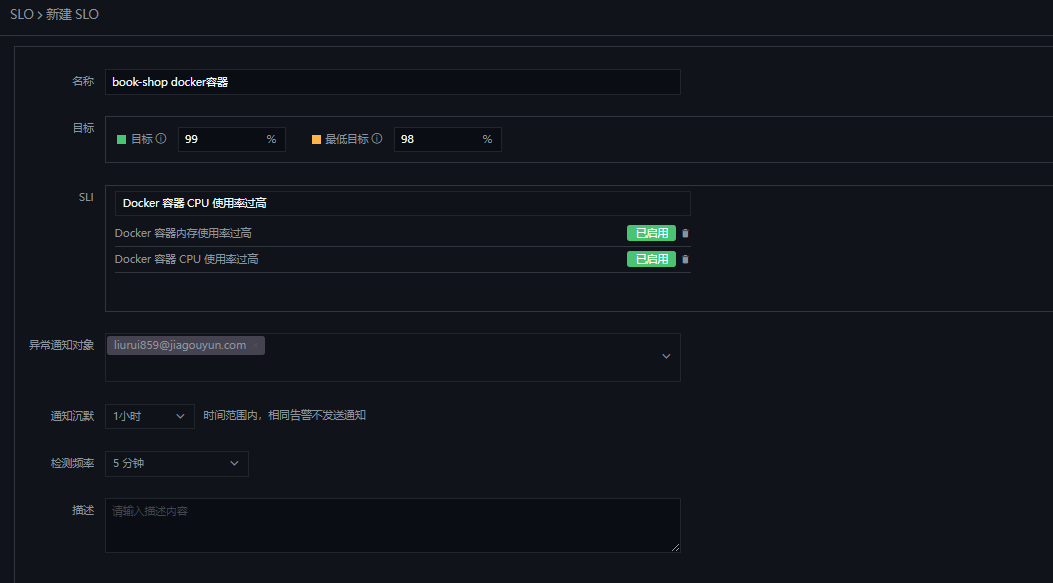 SLO > 新建 SLO
名称 book-shop docker容器
目标 目标 99 % 最低目标 98 %
SLI Docker 容器 CPU 使用率过高
Docker 容器内存使用率过高 已启用
Docker 容器 CPU 使用率过高 已启用
异常通知对象 liurui859@jiagouyun.com
通知沉默 1小时 时间范围内，相同告警不发送通知
检测频率 5 分钟
描述 请输入描述内容